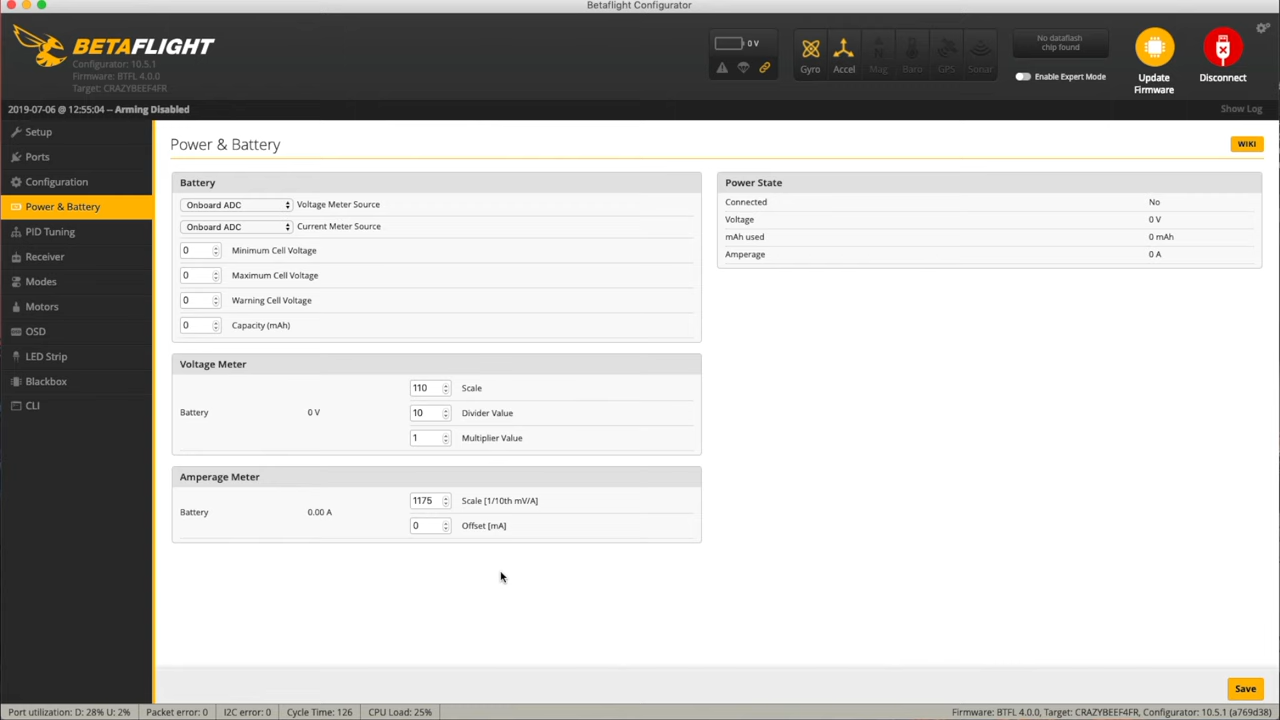 Betaflight Configurator
BETAFLIGHT
Configurator: 10.5.1
Firmware: BTFL 4.0.0
Target: CRAZYBEEF4FR
0 V
Gyro
Accel
Mag
Baro
GPS
Sonar
No dataflash
chip found
Enable Expert Mode
Update
Firmware
Disconnect
2019-07-06 @ 12:55:04 -- Arming Disabled
Show Log
Setup
Ports
Configuration
Power & Battery
PID Tuning
Receiver
Modes
Motors
OSD
LED Strip
Blackbox
CLI
Power & Battery
WIKI
Battery
Onboard ADC Voltage Meter Source
Onboard ADC Current Meter Source
0 Minimum Cell Voltage
0 Maximum Cell Voltage
0 Warning Cell Voltage
0 Capacity (mAh)
Power State
Connected No
Voltage 0 V
mAh used 0 mAh
Amperage 0 A
Voltage Meter
110 Scale
Battery 0 V 10 Divider Value
1 Multiplier Value
Amperage Meter
1175 Scale [1/10th mV/A]
Battery 0.00 A
0 Offset [mA]
Save
Port utilization: D: 28% U: 2% Packet error: 0 I2C error: 0 Cycle Time: 126 CPU Load: 25% Firmware: BTFL 4.0.0, Target: CRAZYBEEF4FR, Configurator: 10.5.1 (a769d38)